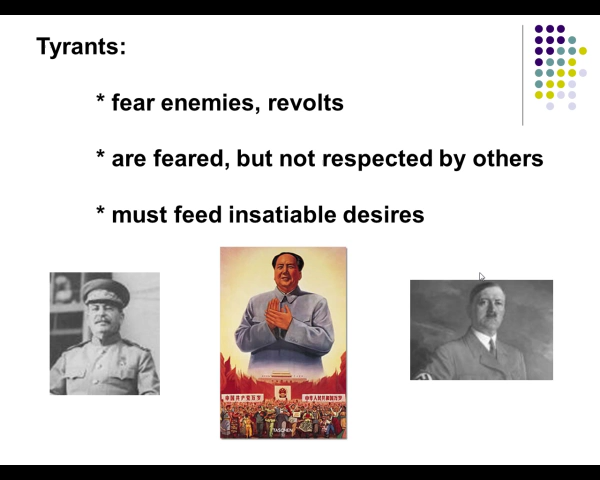 Tyrants:
* fear enemies, revolts
* are feared, but not respected by others
* must feed insatiable desires
TASCHEN